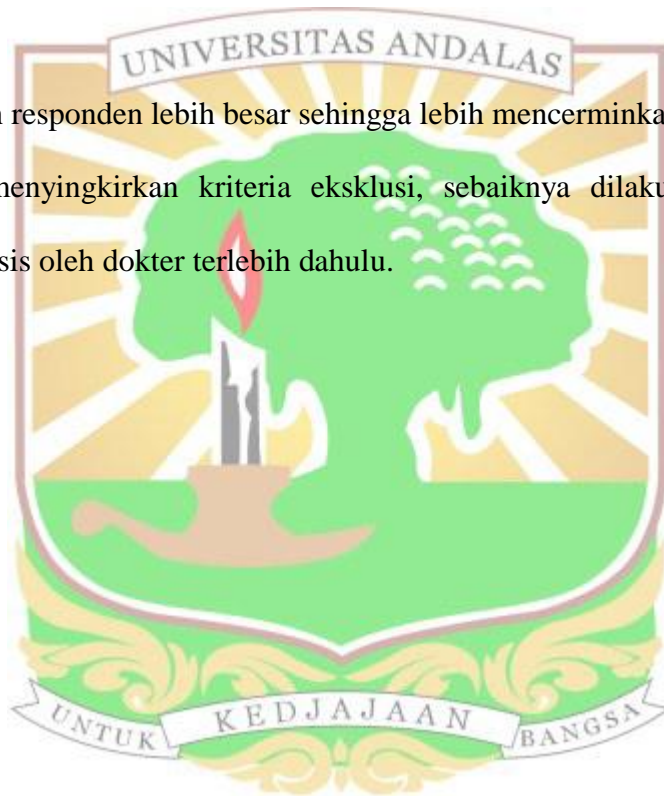 UNIVERSITAS ANDALAS
responden lebih besar sehingga lebih mencerminka
menyingkirkan kriteria eksklusi, sebaiknya dilaku
sis oleh dokter terlebih dahulu.
UNTUK KEDJAJAAN BANGSA